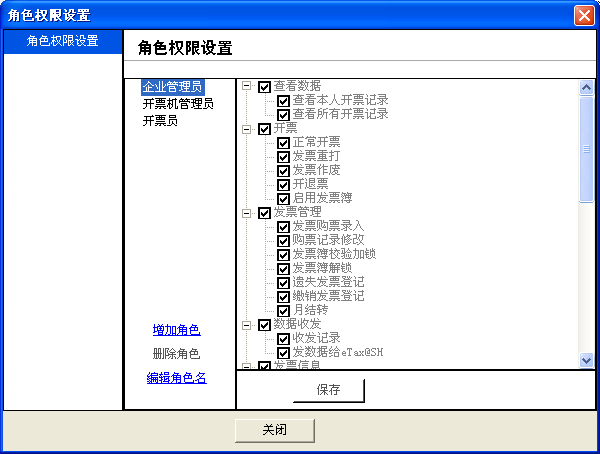 角色权限设置
角色权限设置
角色权限设置
企业管理员
开票机管理员
开票员
增加角色
删除角色
编辑角色名
查看数据
查看本人开票记录
查看所有开票记录
开票
正常开票
发票重打
发票作废
开退票
启用发票簿
发票管理
发票购票录入
购票记录修改
发票簿校验加锁
发票簿解锁
遗失发票登记
缴销发票登记
月结转
数据收发
收发记录
发数据给eTax@SH
发票信息
保存
关闭